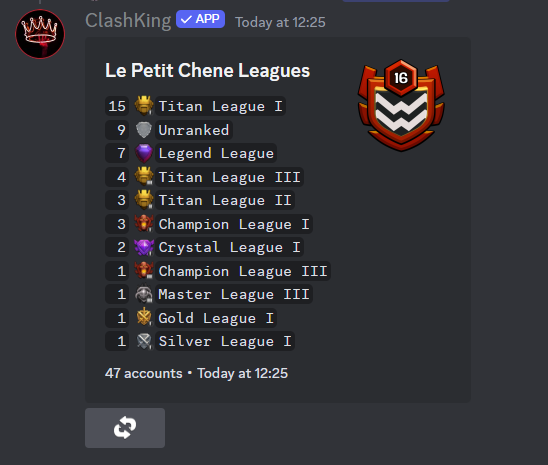 ClashKing ✓ APP Today at 12:25
Le Petit Chene Leagues
16
15 Titan League I
9 Unranked
7 Legend League
4 Titan League III
3 Titan League II
3 Champion League I
2 Crystal League I
1 Champion League III
1 Master League III
1 Gold League I
1 Silver League I
47 accounts • Today at 12:25